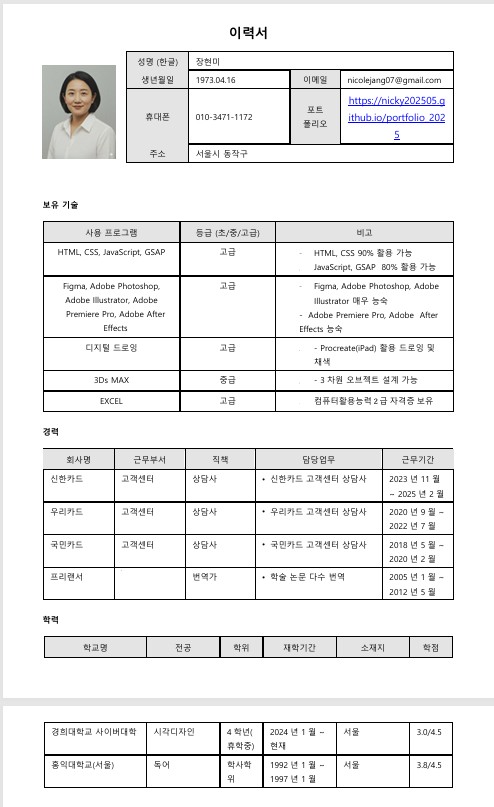 이력서
성명 (한글) 장현미
생년월일 1973.04.16 이메일 nicolejang07@gmail.com
휴대폰 010-3471-1172 포트
폴리오 https://nicky202505.g
ithub.io/portfolio_202
5
주소 서울시 동작구
보유 기술
사용 프로그램 등급 (초/중/고급) 비고
HTML, CSS, JavaScript, GSAP 고급 - HTML, CSS 90% 활용 가능
JavaScript, GSAP 80% 활용 가능
Figma, Adobe Photoshop,
Adobe Illustrator, Adobe
Premiere Pro, Adobe After
Effects
고급
- Figma, Adobe Photoshop, Adobe
Illustrator 매우 능숙
- Adobe Premiere Pro, Adobe After
Effects 능숙
디지털 드로잉 고급 - Procreate(iPad) 활용 드로잉 및
채색
3Ds MAX 중급 - 3 차원 오브젝트 설계 가능
EXCEL 고급 컴퓨터활용능력 2 급 자격증 보유
경력
회사명 근무부서 직책 담당업무 근무기간
신한카드 고객센터 상담사 • 신한카드 고객센터 상담사 2023 년 11 월
~ 2025 년 2 월
우리카드 고객센터 상담사 • 우리카드 고객센터 상담사 2020 년 9 월 ~
2022 년 7 월
국민카드 고객센터 상담사 • 국민카드 고객센터 상담사 2018 년 5 월 ~
2020 년 2 월
프리랜서 번역가 • 학술 논문 다수 번역 2005 년 1 월 ~
2012 년 5 월
학력
학교명 전공 학위 재학기간 소재지 학점
경희대학교 사이버대학 시각디자인 4 학년(
휴학중) 2024 년 1 월 ~
현재 서울 3.0/4.5
홍익대학교(서울) 독어 학사학
위 1992 년 1 월 ~
1997 년 1 월 서울 3.8/4.5